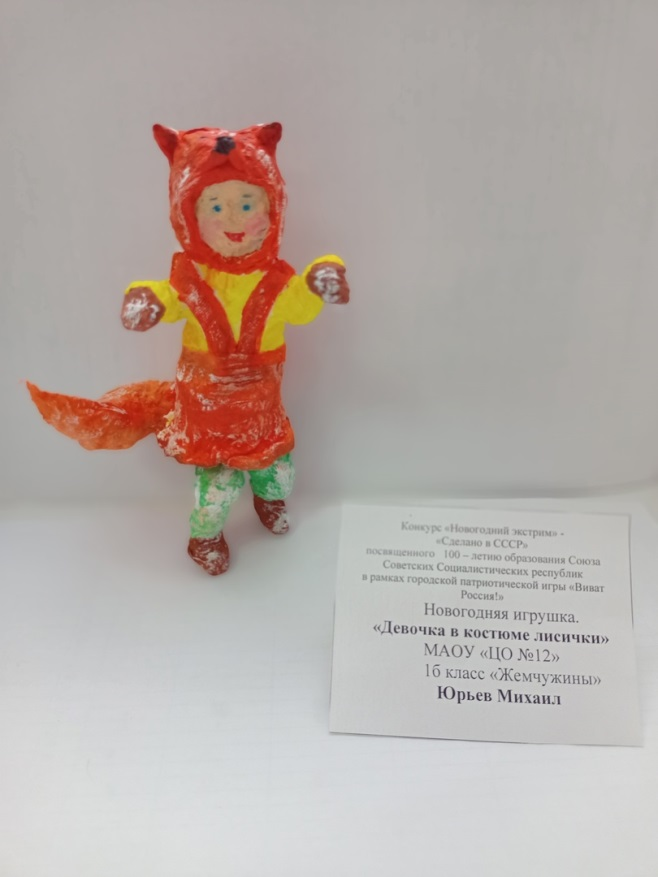 Конкурс «Новогодний экстрим» -
«Сделано в СССР»
посвященного 100 – летию образования Союза
Советских Социалистических республик
в рамках городской патриотической игры «Виват
Россия!»
Новогодняя игрушка.
«Девочка в костюме лисички»
МАОУ «ЦО №12»
1б класс «Жемчужины»
Юрьев Михаил